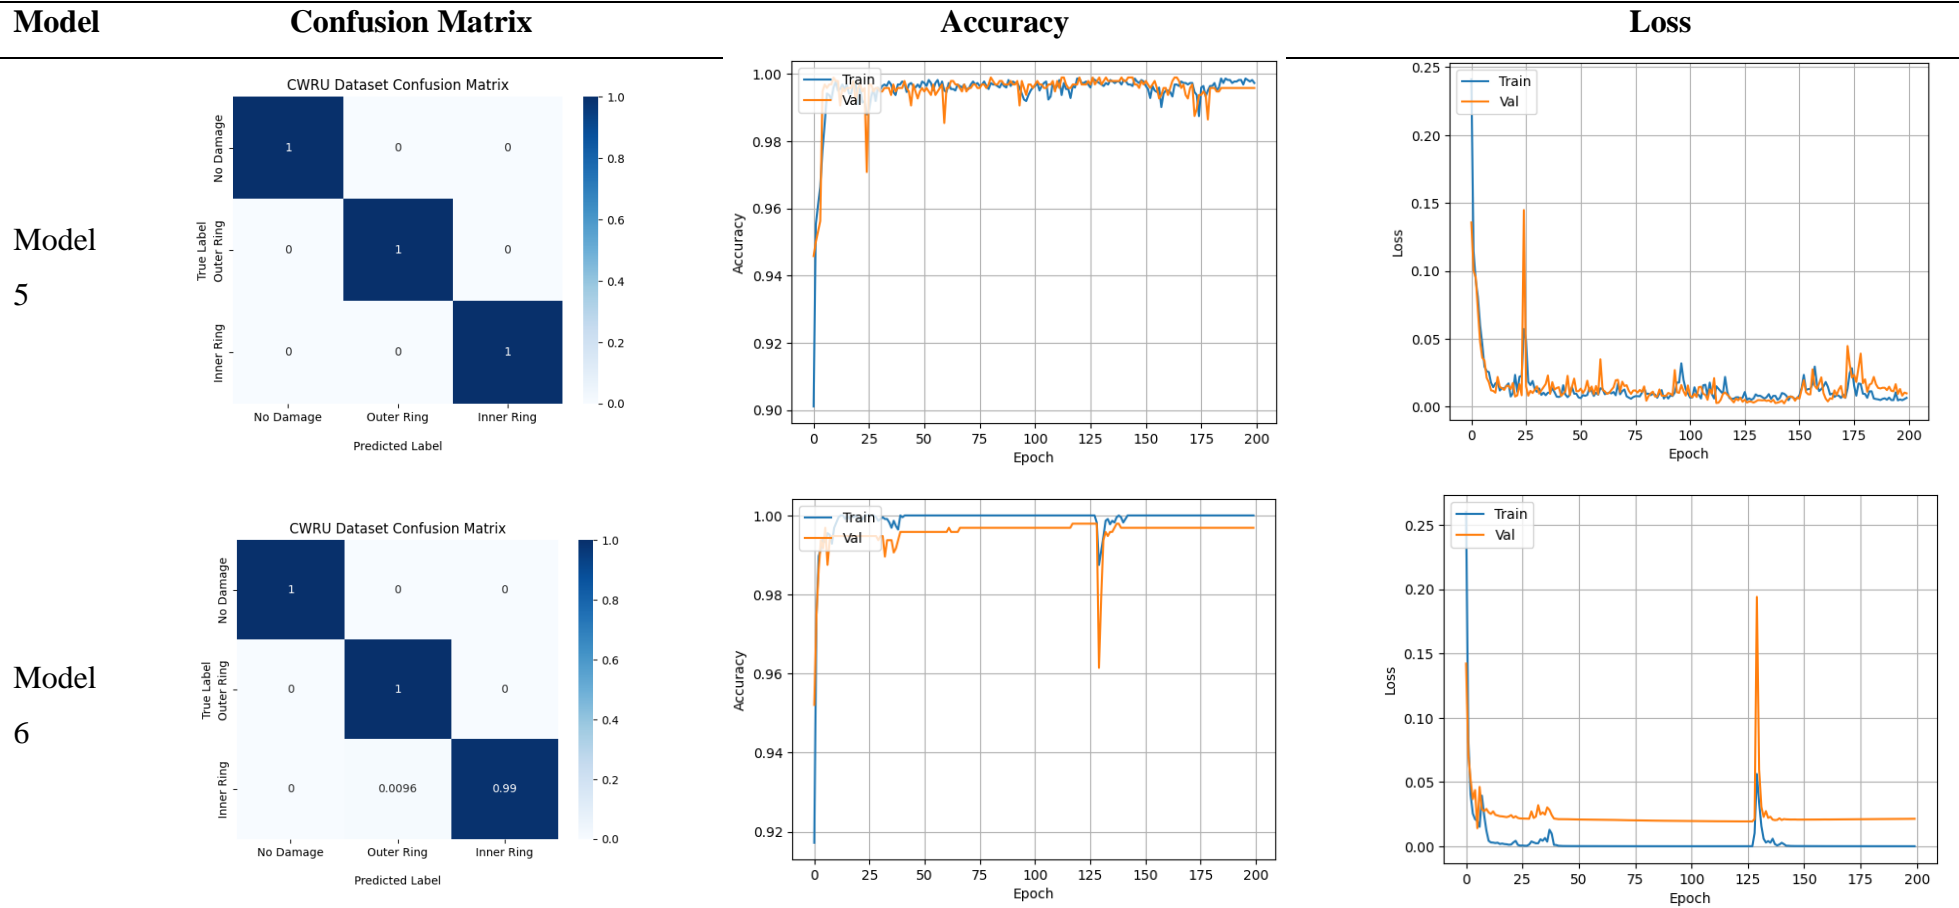 Model Confusion Matrix Accuracy Loss
Model
5
CWRU Dataset Confusion Matrix
No Damage
Outer Ring
Inner Ring
True Label
1 0 0
0 1 0
0 0 1
No Damage Outer Ring Inner Ring
Predicted Label
1.0
0.8
0.6
0.4
0.2
0.0
Train
Val
1.00
0.98
0.96
0.94
0.92
0.90
Accuracy
0 25 50 75 100 125 150 175 200
Epoch
Train
Val
0.25
0.20
0.15
0.10
0.05
0.00
Loss
0 25 50 75 100 125 150 175 200
Epoch
Model
6
CWRU Dataset Confusion Matrix
No Damage
Outer Ring
Inner Ring
True Label
1 0 0
0 1 0
0 0.0096 0.99
No Damage Outer Ring Inner Ring
Predicted Label
1.0
0.8
0.6
0.4
0.2
0.0
Train
Val
1.00
0.98
0.96
0.94
0.92
Accuracy
0 25 50 75 100 125 150 175 200
Epoch
Train
Val
0.25
0.20
0.15
0.10
0.05
0.00
Loss
0 25 50 75 100 125 150 175 200
Epoch